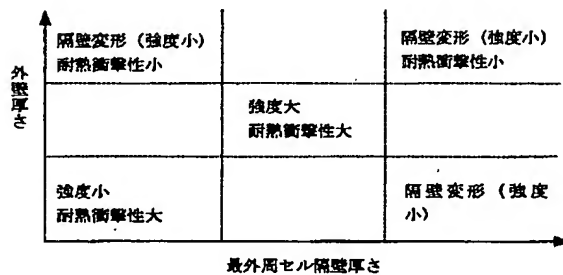 隔壁変形（強度小）
耐熱衝撃性小
隔壁変形（強度小）
耐熱衝撃性小
外壁厚さ
強度大
耐熱衝撃性大
強度小
耐熱衝撃性大
隔壁変形（強度
小）
最外周セル隔壁厚さ